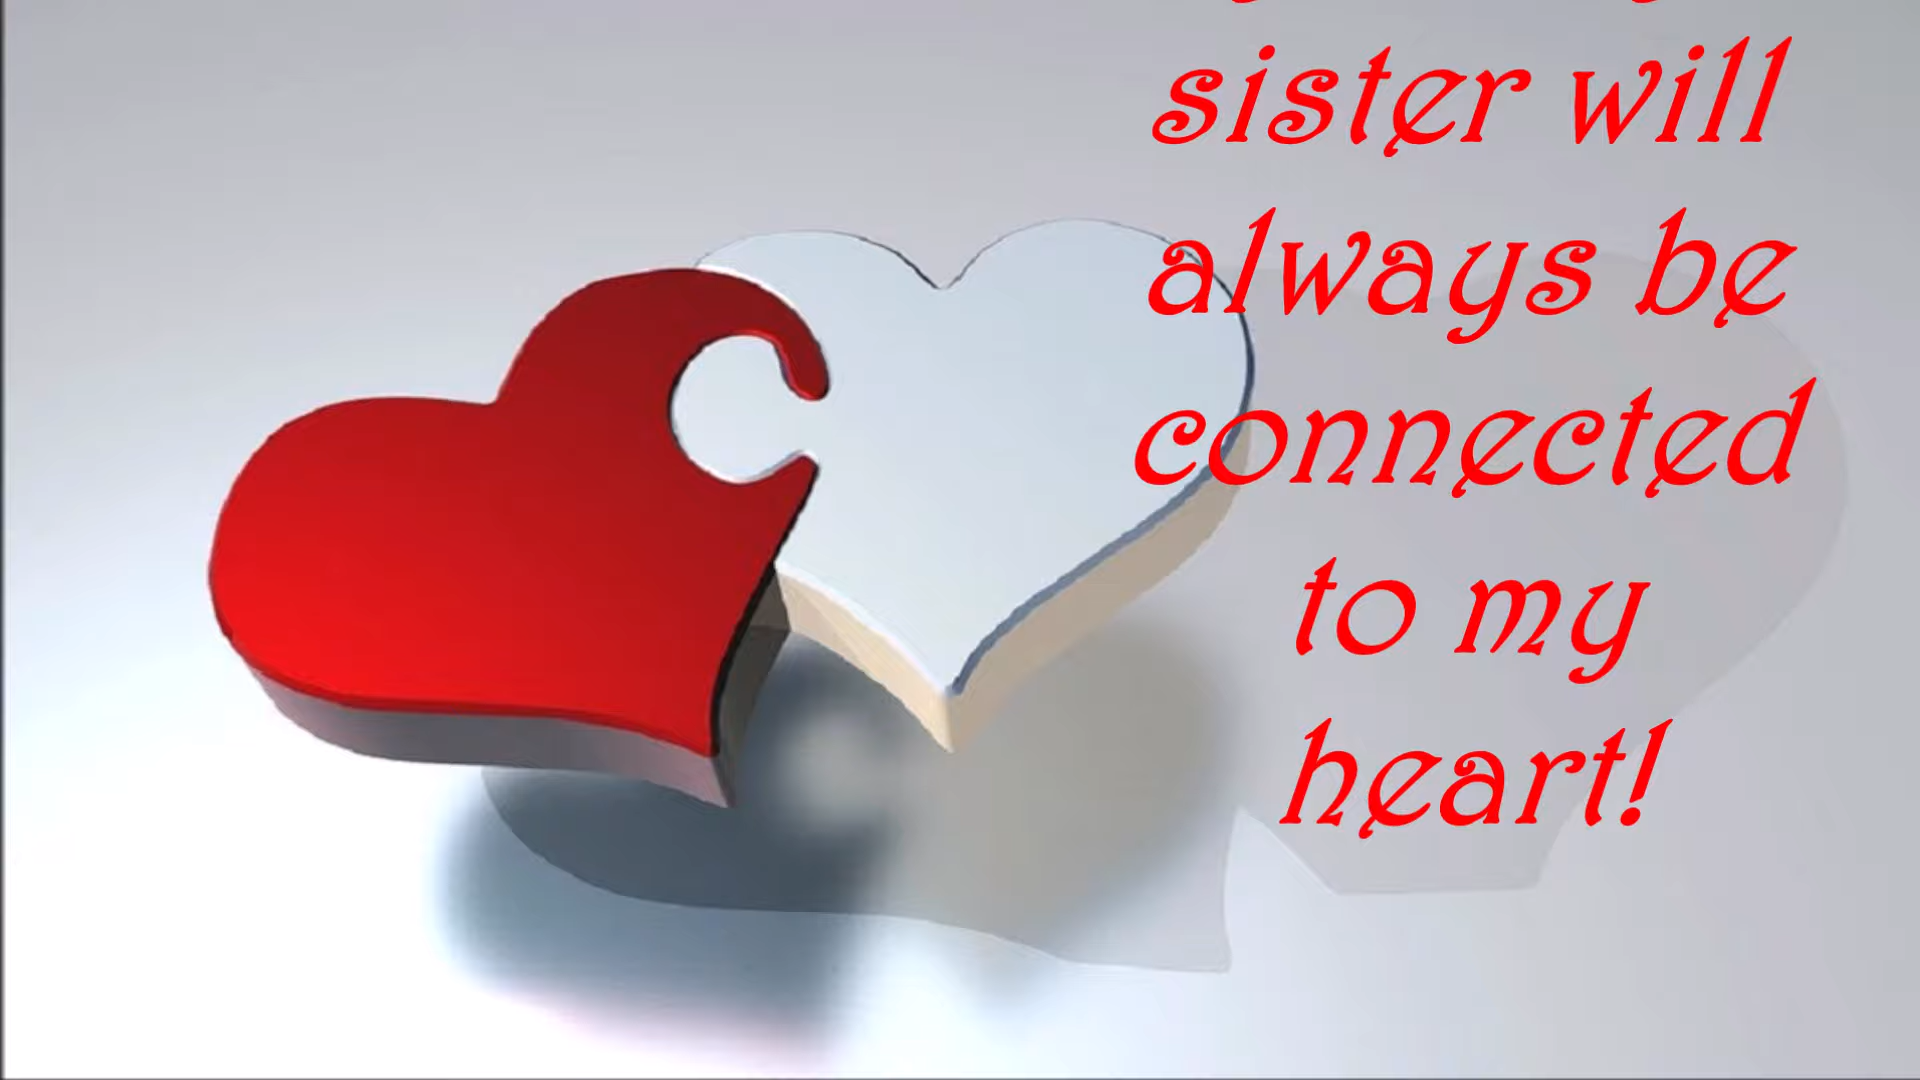 sister will
always be
connected
to my
heart!